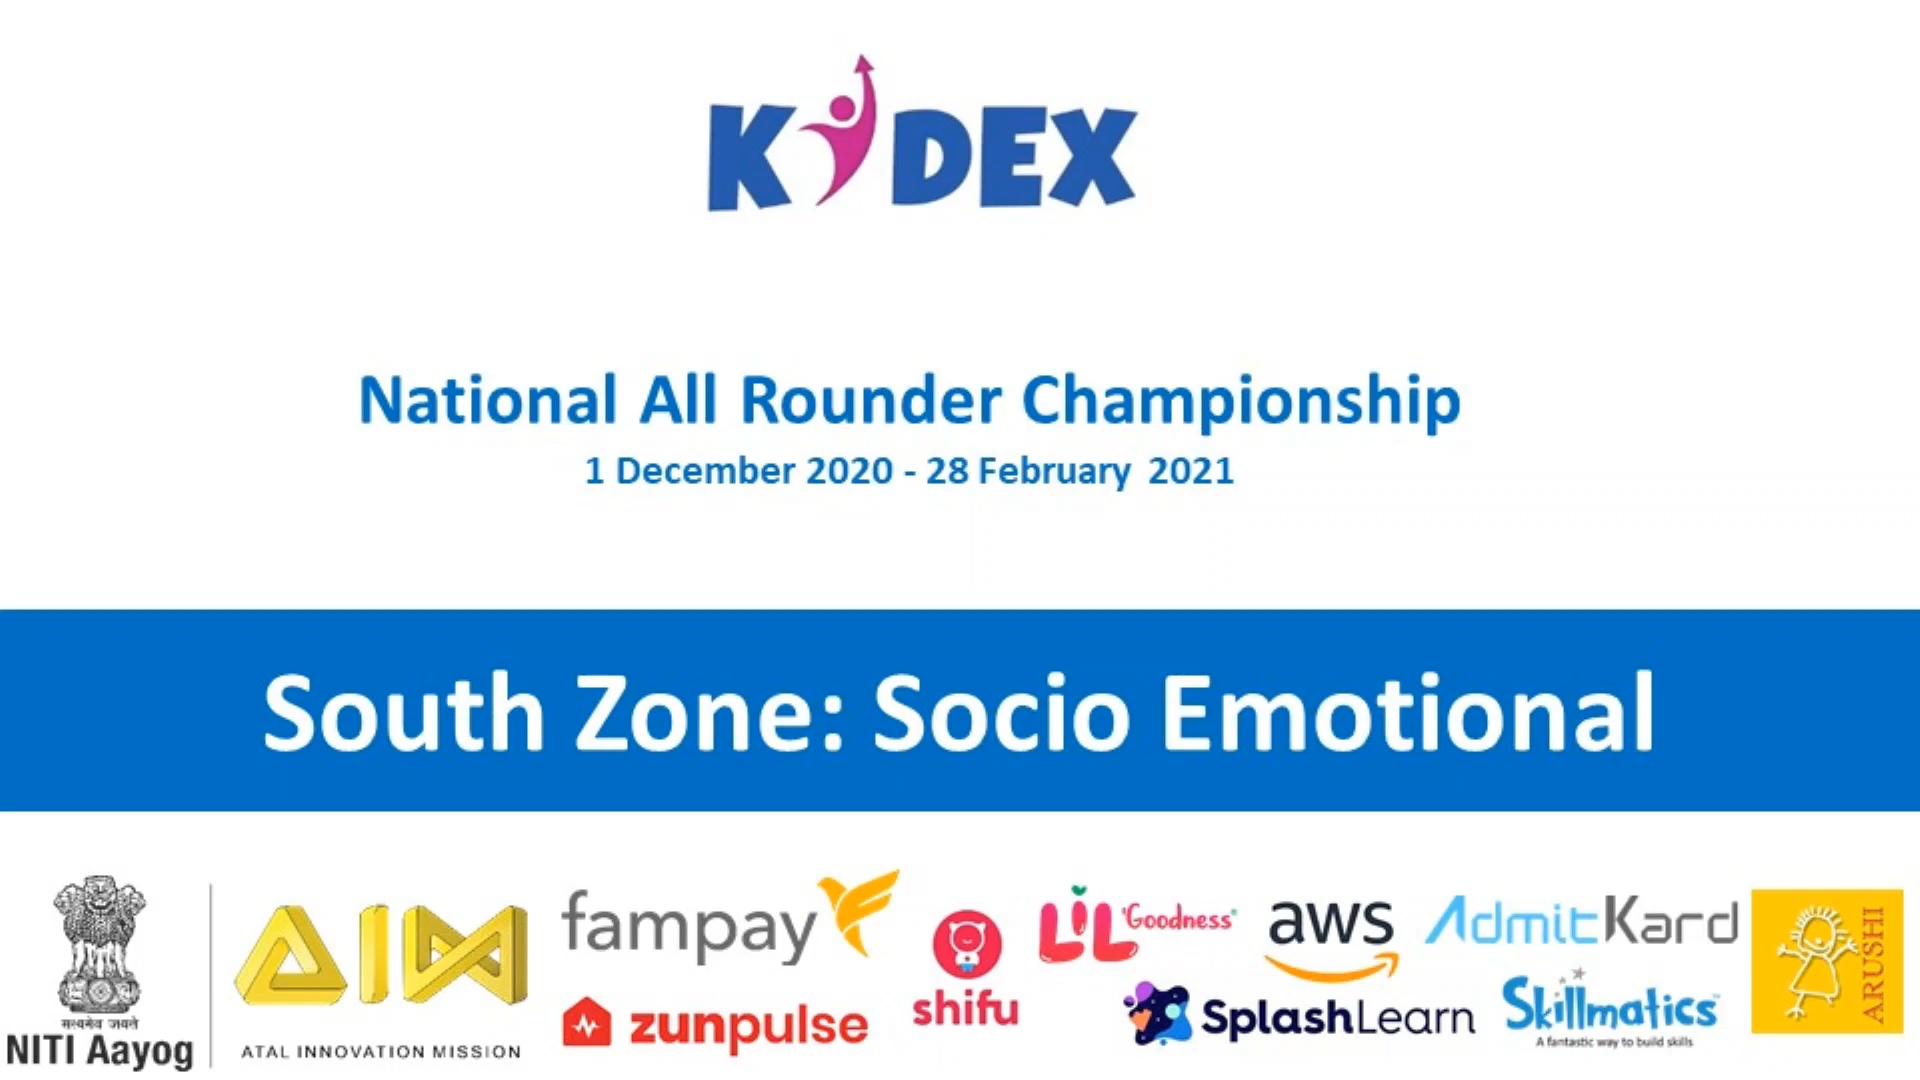 KIDEX
National All Rounder Championship
1 December 2020 - 28 February 2021
South Zone: Socio Emotional
सत्यमेव जयते
NITI Aayog
AIM
ATAL INNOVATION MISSION
fampay
zunpulse
shifu
LiL 'Goodness'
aws
AdmitKard
SplashLearn
Skillmatics
A fantastic way to build skills
ARUSHI